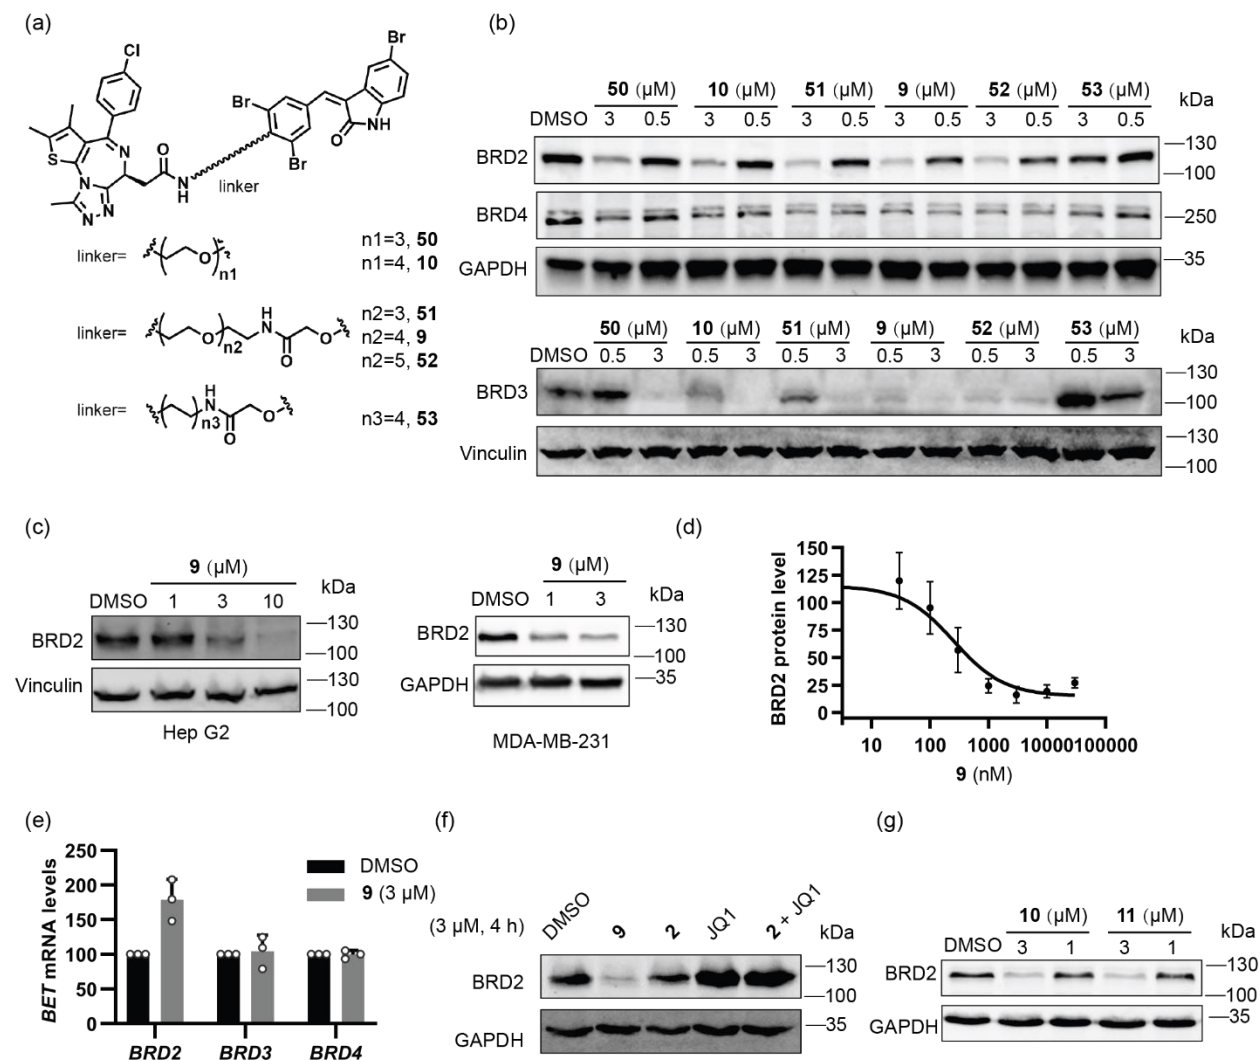 (a)
Cl
N
N
N
N
S
O
N
H
linker
Br
Br
Br
O
NH
linker=
O
n1
n1=3, 50
n1=4, 10
linker=
O
n2
H
N
O
O
n2=3, 51
n2=4, 9
n2=5, 52
linker=
H
N
n3
O
O
n3=4, 53
(b)
50 (μM) 10 (μM) 51 (μM) 9 (μM) 52 (μM) 53 (μM) kDa
DMSO 3 0.5 3 0.5 3 0.5 3 0.5 3 0.5 3 0.5
BRD2 —130
—100
BRD4 —250
GAPDH —35
50 (μM) 10 (μM) 51 (μM) 9 (μM) 52 (μM) 53 (μM) kDa
DMSO 0.5 3 0.5 3 0.5 3 0.5 3 0.5 3 0.5 3
BRD3 —130
—100
Vinculin —130
—100
(c)
9 (μM) kDa
DMSO 1 3 10
BRD2 —130
—100
Vinculin —130
—100
Hep G2
9 (μM) kDa
DMSO 1 3
BRD2 —130
—100
GAPDH —35
MDA-MB-231
(d)
BRD2 protein level
150
125
100
75
50
25
0
10 100 1000 10000 100000
9 (nM)
(e)
BET mRNA levels
250
200
150
100
50
0
BRD2 BRD3 BRD4
DMSO
9 (3 μM)
(f)
(3 μM, 4 h) DMSO 9 2 JQ1 2 + JQ1 kDa
BRD2 —130
—100
GAPDH —35
(g)
10 (μM) 11 (μM) kDa
DMSO 3 1 3 1
BRD2 —130
—100
GAPDH —35